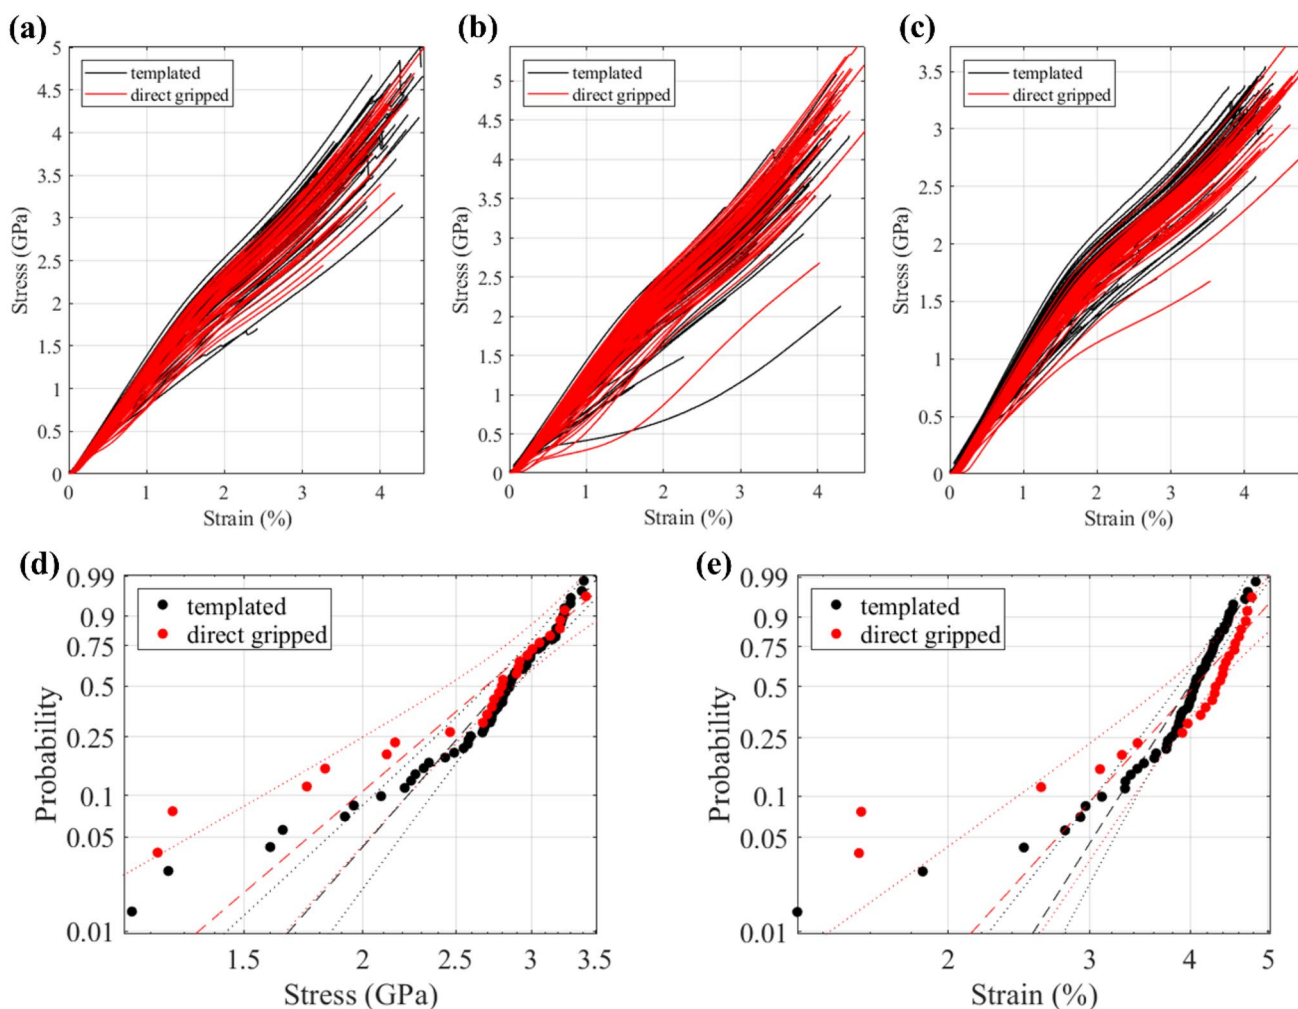 (a)
5
4.5
4
3.5
3
2.5
2
1.5
1
0.5
0
0 1 2 3 4
Stress (GPa)
Strain (%)
templated
direct gripped
(b)
5
4.5
4
3.5
3
2.5
2
1.5
1
0.5
0
0 1 2 3 4
Stress (GPa)
Strain (%)
templated
direct gripped
(c)
3.5
3
2.5
2
1.5
1
0.5
0
0 1 2 3 4
Stress (GPa)
Strain (%)
templated
direct gripped
(d)
0.99
0.9
0.75
0.5
0.25
0.1
0.05
0.01
1.5 2 2.5 3 3.5
Probability
Stress (GPa)
templated
direct gripped
(e)
0.99
0.9
0.75
0.5
0.25
0.1
0.05
0.01
2 3 4 5
Probability
Strain (%)
templated
direct gripped